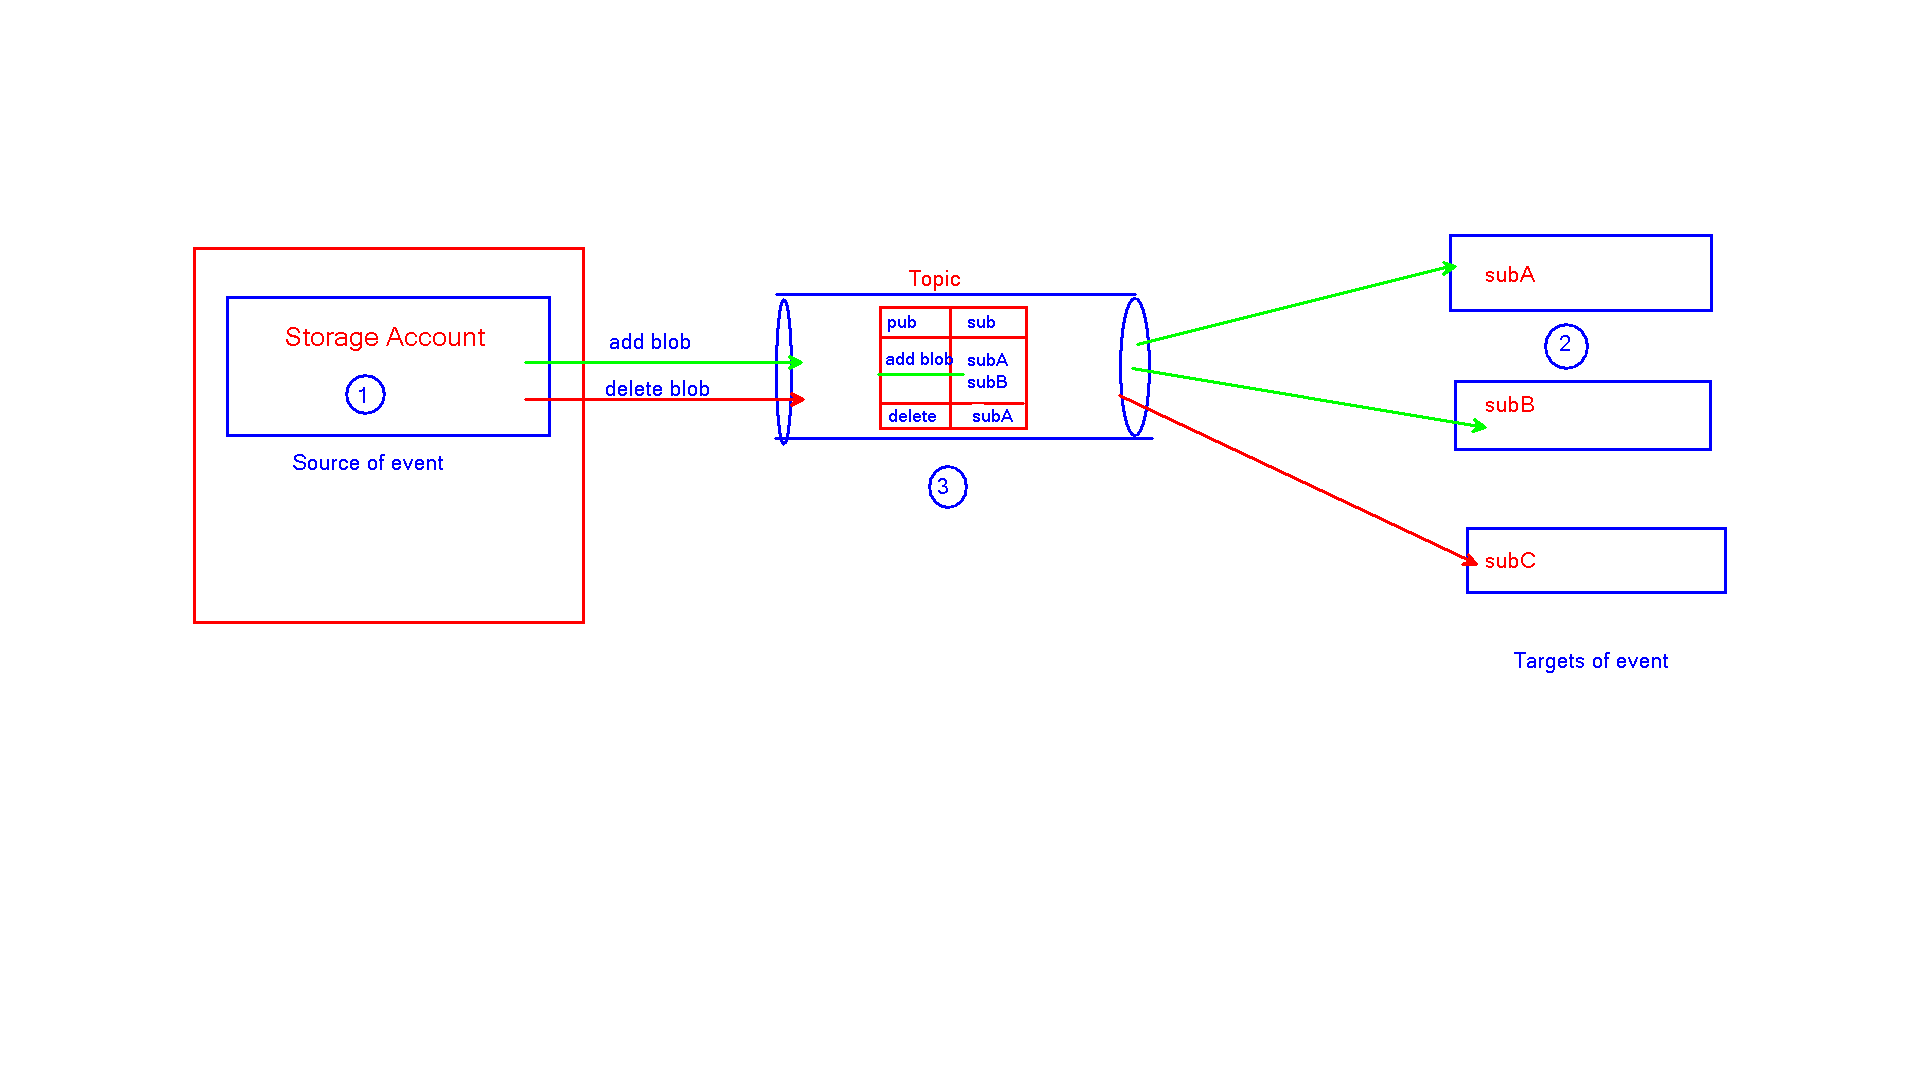 Storage Account
1
Source of event
add blob
delete blob
Topic
pub sub
add blob subA
subB
delete subA
3
subA
2
subB
subC
Targets of event